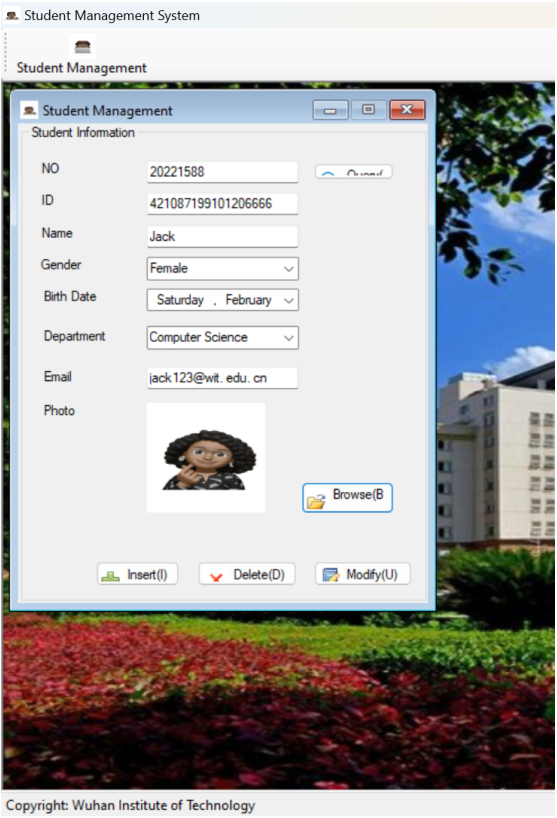 Student Management System
Student Management
Student Management
Student Information
NO 20221588
ID 421087199101206666
Name Jack
Gender Female
Birth Date Saturday , February
Department Computer Science
Email jack123@wit.edu.cn
Photo
Browse(B
Insert(I) Delete(D) Modify(U)
Copyright: Wuhan Institute of Technology